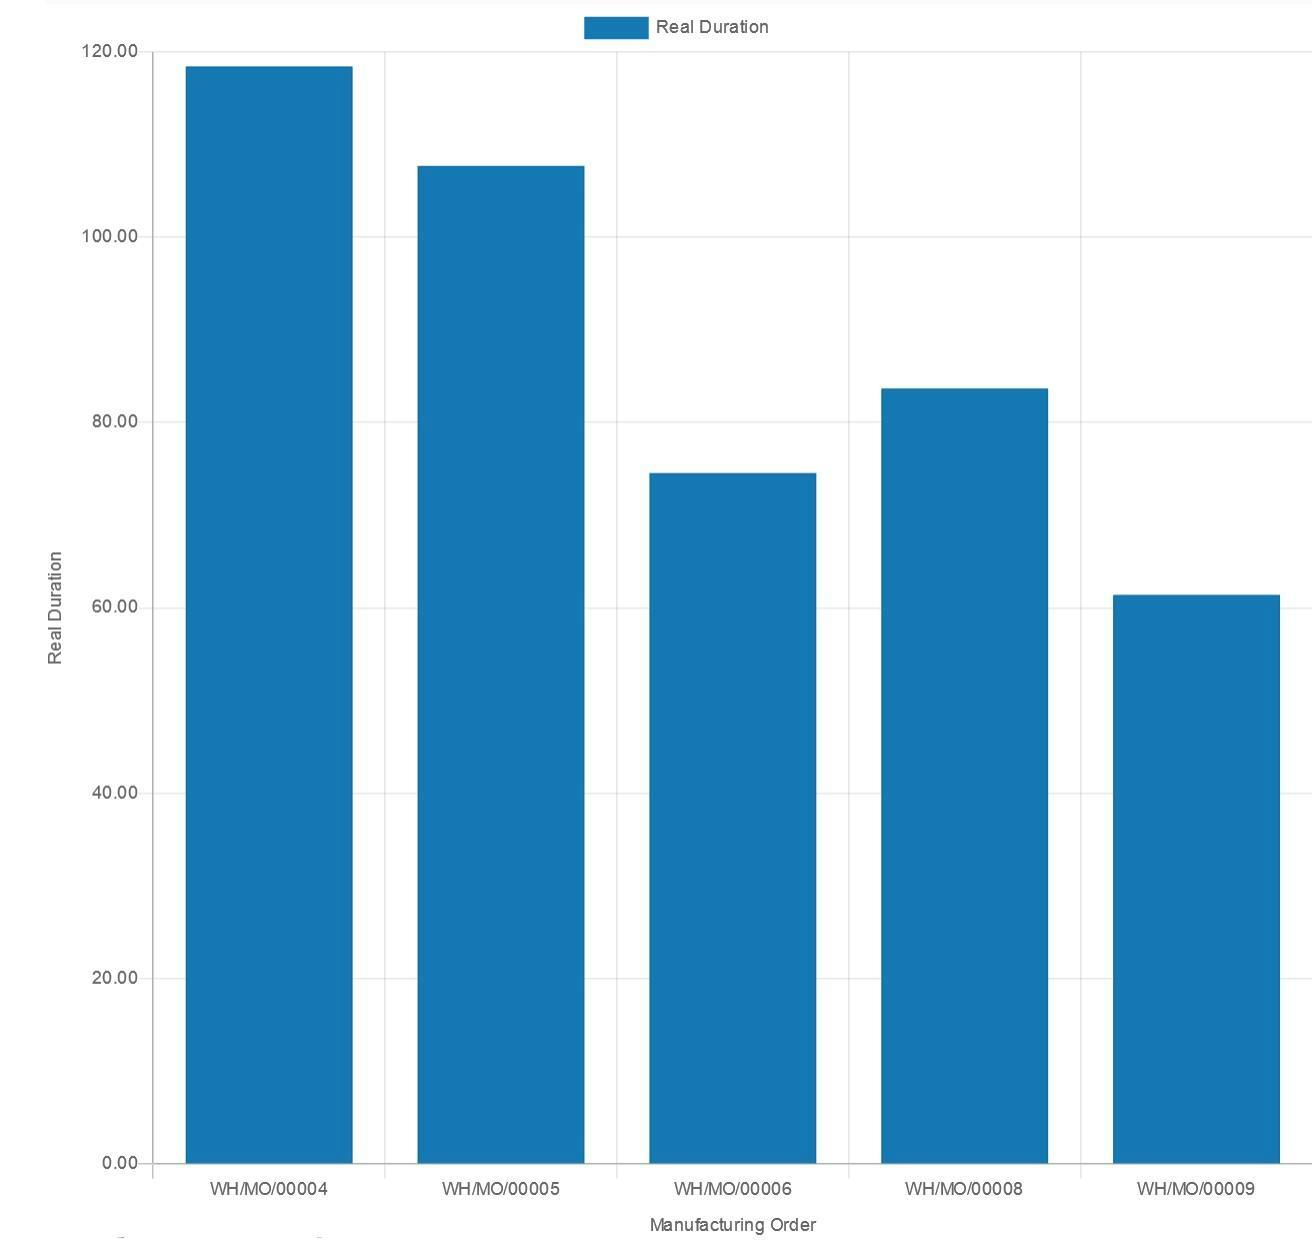 Real Duration
120.00
100.00
80.00
60.00
40.00
20.00
0.00
Real Duration
WH/MO/00004 WH/MO/00005 WH/MO/00006 WH/MO/00008 WH/MO/00009
Manufacturing Order